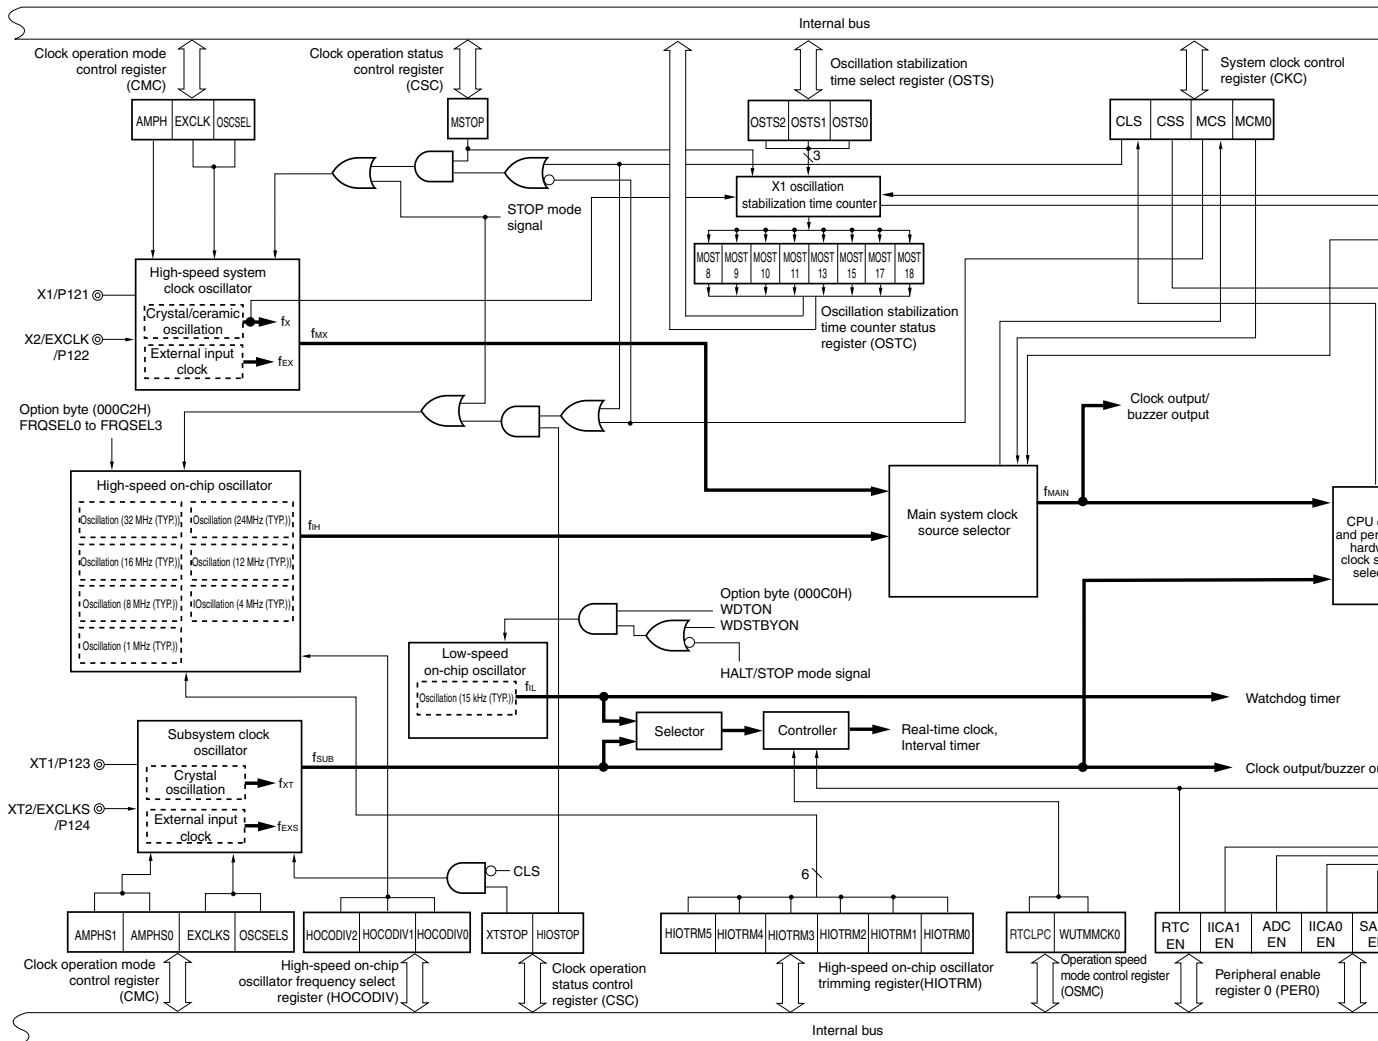 Internal bus
Clock operation mode
control register
(CMC)
Clock operation status
control register
(CSC)
Oscillation stabilization
time select register (OSTS)
System clock control
register (CKC)
AMPH EXCLK OSCSEL
MSTOP
OSTS2 OSTS1 OSTS0
CLS CSS MCS MCM0
3
X1 oscillation
stabilization time counter
STOP mode
signal
MOST 8
MOST 9
MOST 10
MOST 11
MOST 13
MOST 15
MOST 17
MOST 18
High-speed system
clock oscillator
X1/P121
Crystal/ceramic
oscillation
fX
X2/EXCLK
/P122
External input
clock
fEX
fMX
Oscillation stabilization
time counter status
register (OSTC)
Option byte (000C2H)
FRQSEL0 to FRQSEL3
Clock output/
buzzer output
High-speed on-chip oscillator
Oscillation (32 MHz (TYP.))
Oscillation (24MHz (TYP.))
Oscillation (16 MHz (TYP.))
Oscillation (12 MHz (TYP.))
Oscillation (8 MHz (TYP.))
IOscillation (4 MHz (TYP.))
Oscillation (1 MHz (TYP.))
fIH
Main system clock
source selector
fMAIN
CPU
and per
hardw
clock s
selec
Option byte (000C0H)
WDTON
WDSTBYON
HALT/STOP mode signal
Low-speed
on-chip oscillator
Oscillation (15 kHz (TYP.))
fIL
Watchdog timer
Selector
Controller
Real-time clock,
Interval timer
Subsystem clock
oscillator
XT1/P123
Crystal
oscillation
fXT
XT2/EXCLKS
/P124
External input
clock
fEXS
fSUB
Clock output/buzzer ou
CLS
6
AMPHS1 AMPHS0 EXCLKS OSCSELS
HOCODIV2 HOCODIV1 HOCODIV0
XTSTOP HIOSTOP
HIOTRM5 HIOTRM4 HIOTRM3 HIOTRM2 HIOTRM1 HIOTRM0
RTCLPC WUTMMCK0
RTC EN
IICA1 EN
ADC EN
IICA0 EN
SA
Clock operation mode
control register
(CMC)
High-speed on-chip
oscillator frequency select
register (HOCODIV)
Clock operation
status control
register (CSC)
High-speed on-chip oscillator
trimming register(HIOTRM)
Operation speed
mode control register
(OSMC)
Peripheral enable
register 0 (PER0)
Internal bus